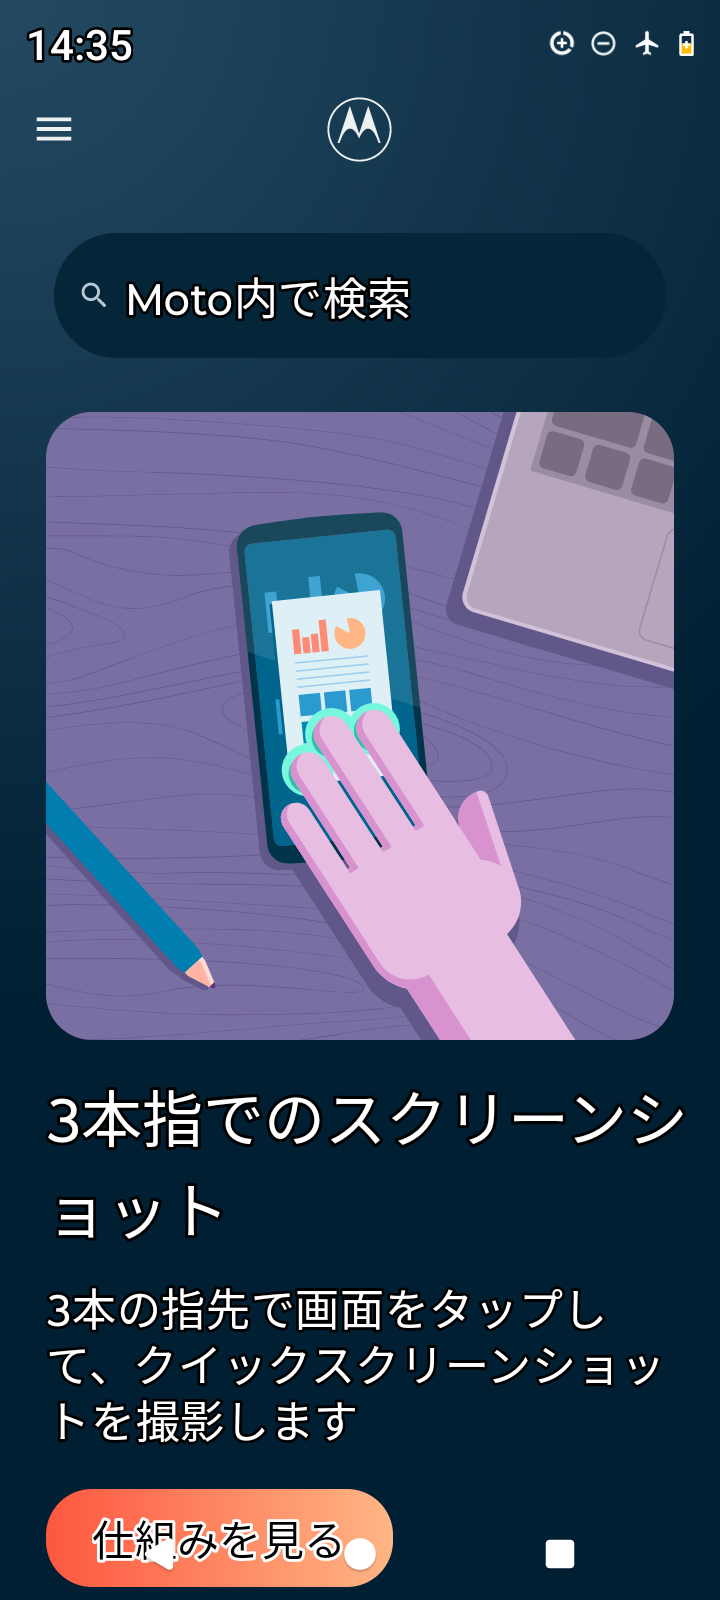 14:35
Moto内で検索
3本指でのスクリーンシ
ョット
3本の指先で画面をタップし
て、クイックスクリーンショッ
トを撮影します
仕組みを見る